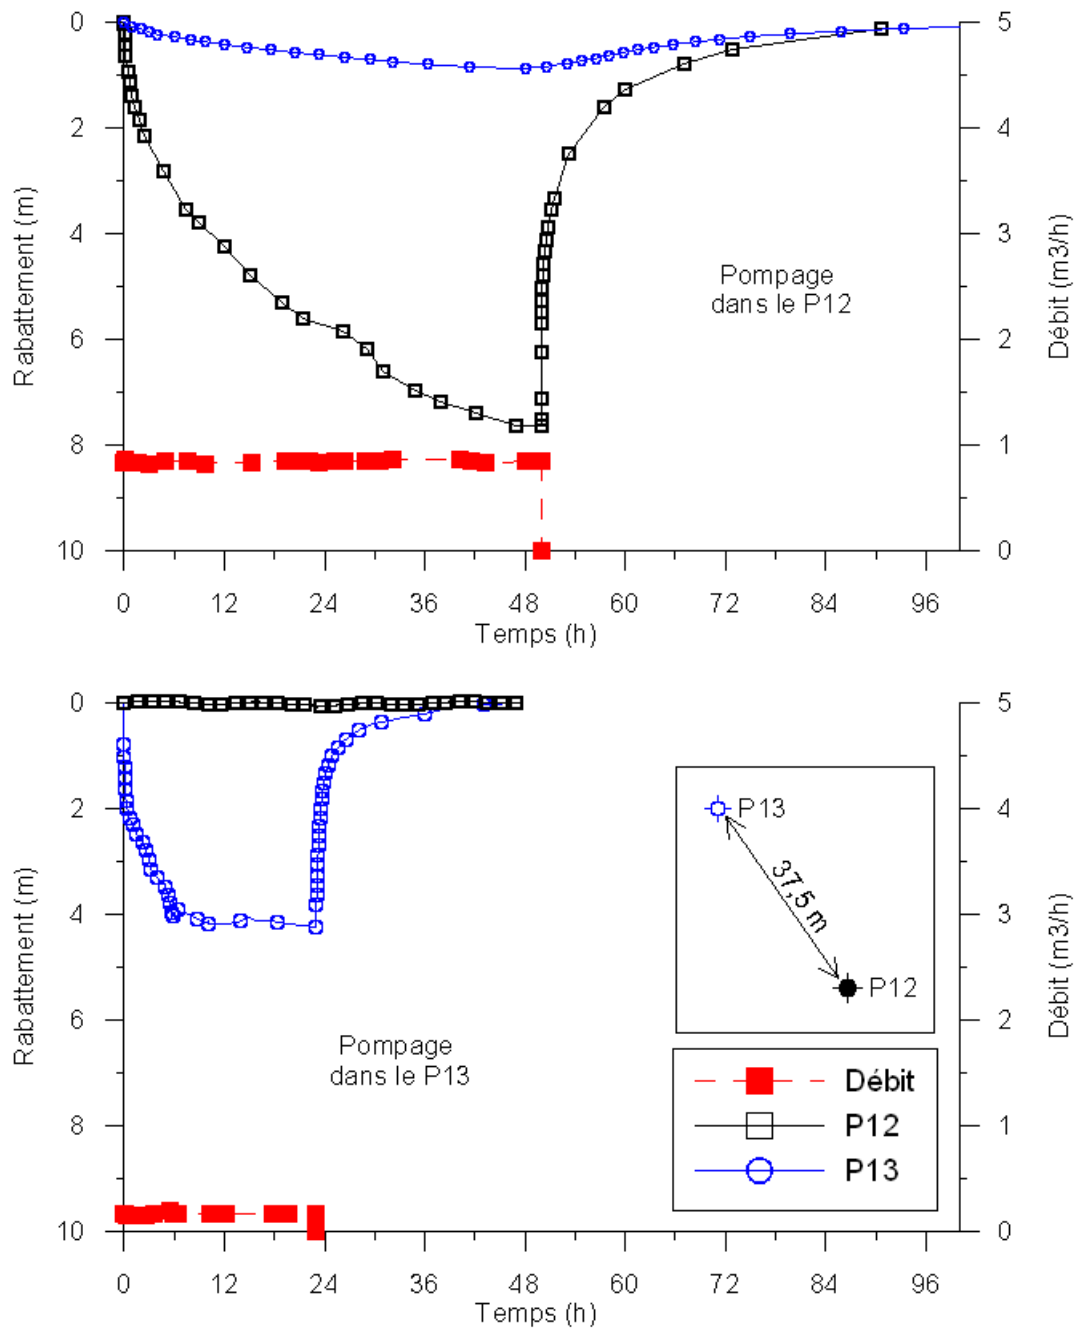 0
2
4
6
8
10
Rabattement (m)
5
4
3
2
1
0
Débit (m3/h)
Pompage
dans le P12
0 12 24 36 48 60 72 84 96
Temps (h)
0
2
4
6
8
10
Rabattement (m)
5
4
3
2
1
0
Débit (m3/h)
Pompage
dans le P13
P13
37,5 m
P12
Débit
P12
P13
0 12 24 36 48 60 72 84 96
Temps (h)